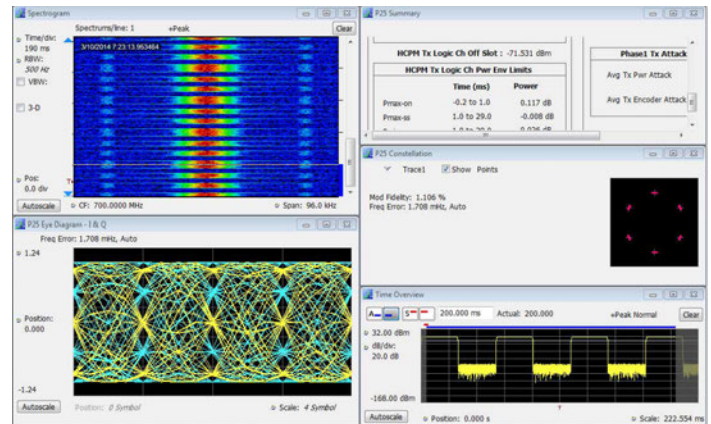 Spectrogram
Spectrums/line: 1 +Peak Clear
Time/div:
190 ms
RBW:
500 Hz
VBW:
3-D
3/10/2014 7:23:13.953464
Pos:
0.0 div
Autoscale CF: 700.0000 MHz Span: 96.0 kHz
P25 Eye Diagram - I & Q
Freq Error: 1.708 mHz, Auto
1.24
Position:
0.000
-1.24
Autoscale Position: 0 Symbol Scale: 4 Symbol
P25 Summary
HCPM Tx Logic Ch Off Slot : -71.531 dBm
HCPM Tx Logic Ch Pwr Env Limits
Time (ms) Power
Pmax-on -0.2 to 1.0 0.117 dB
Pmax-ss 1.0 to 29.0 -0.008 dB
1.0 to 29.0 0.026 dB
Phase1 Tx Attack
Avg Tx Pwr Attack
Avg Tx Encoder Attack
P25 Constellation
Trace1 Show Points
Mod Fidelity: 1.106 %
Freq Error: 1.708 mHz, Auto
Time Overview
A S 200.000 ms Actual: 200.000 +Peak Normal Clear
32.00 dBm
dB/div:
20.0 dB
-168.00 dBm
Autoscale Position: 0.000 s Scale: 222.554 ms